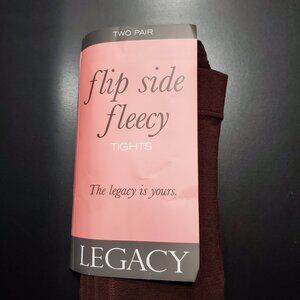 TWO PAIR
flip side
fleecy
TIGHTS
The legacy is yours.
LEGACY